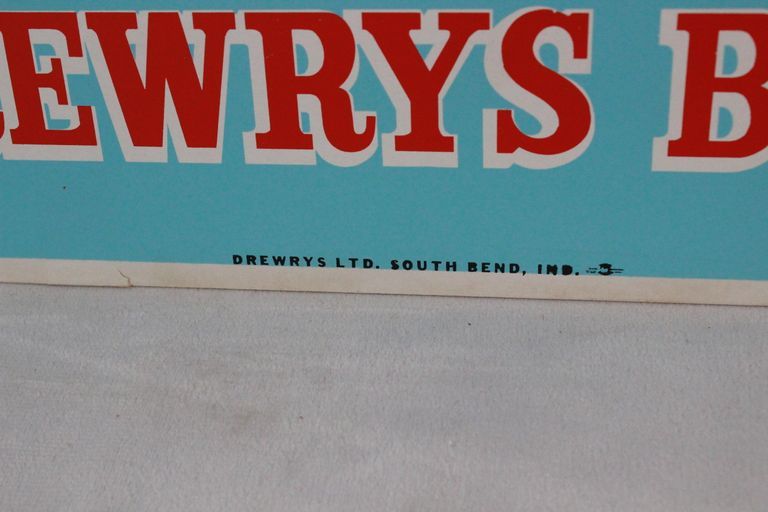 EWRYS B
DREWRYS LTD. SOUTH BEND, IND.